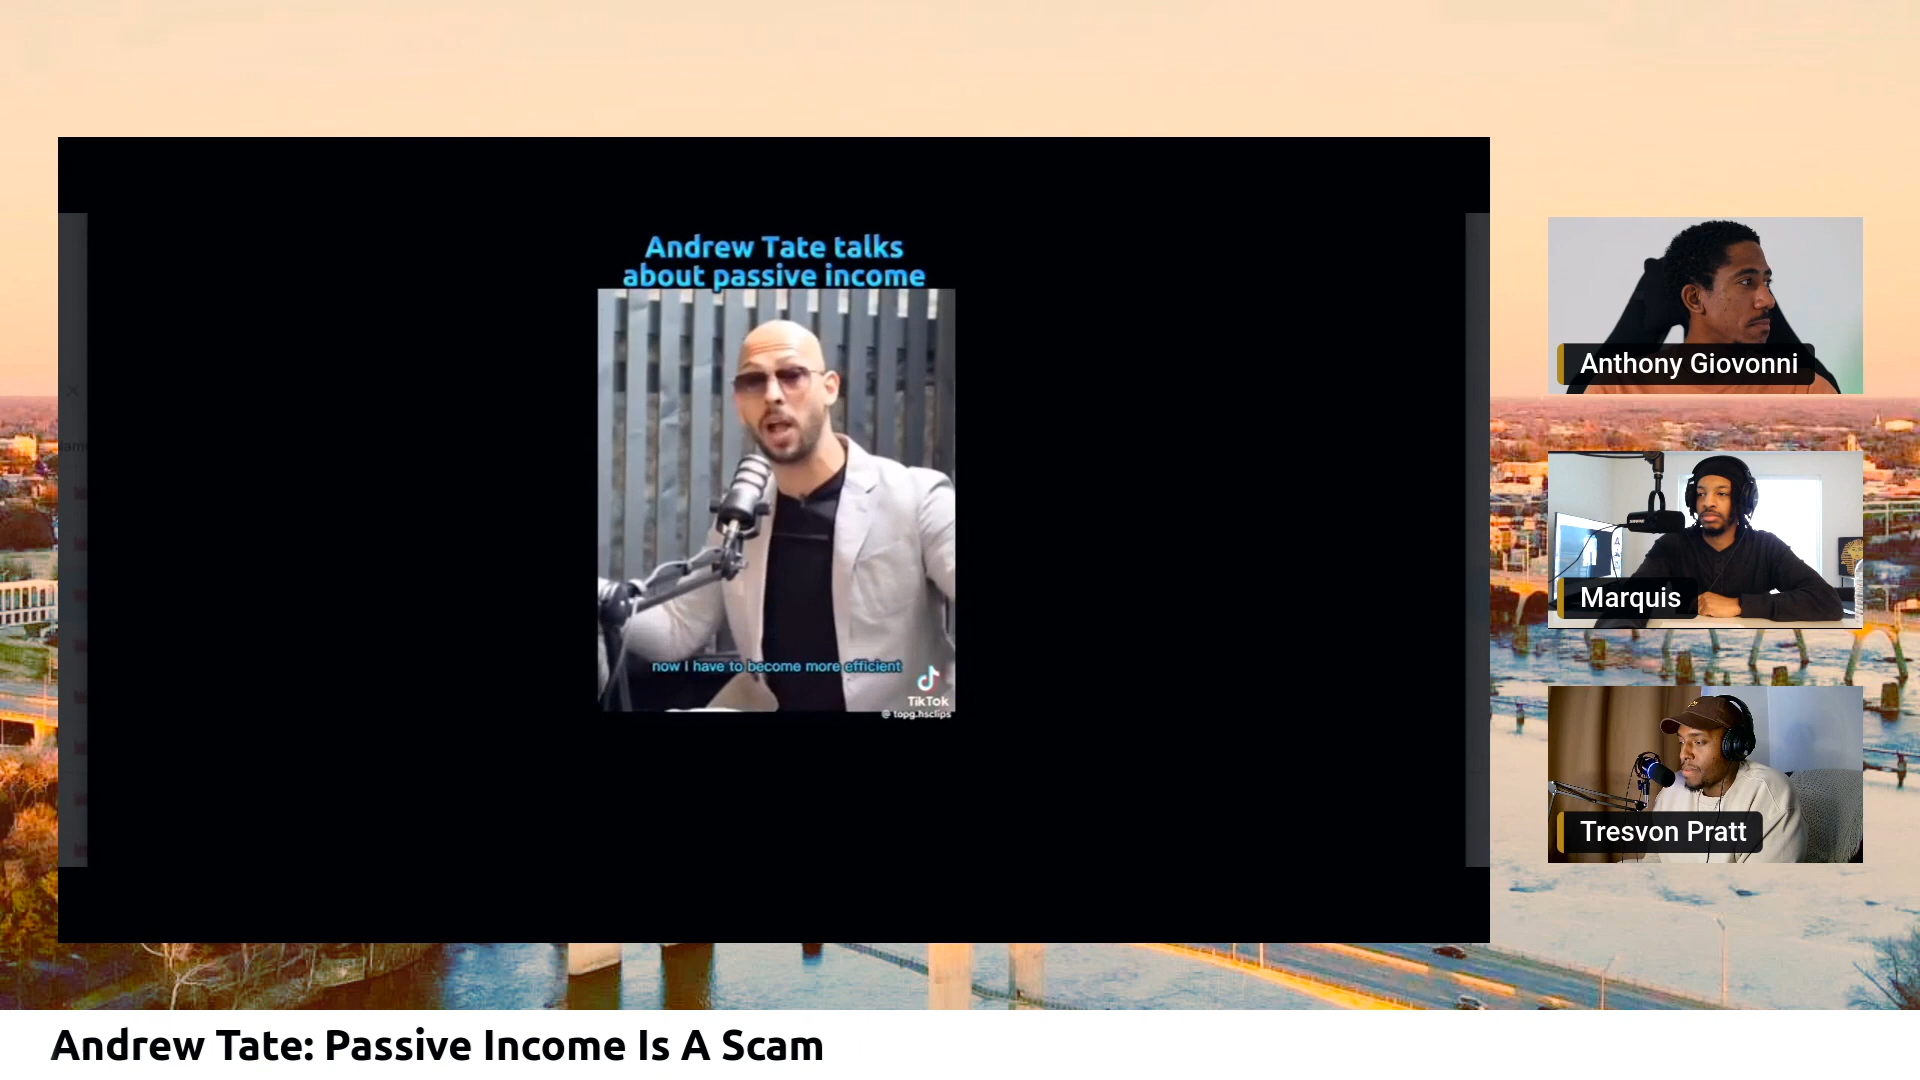 Andrew Tate talks
about passive income
now I have to become more efficient
TikTok
@ topg.hsclips
Anthony Giovonni
Marquis
Tresvon Pratt
Andrew Tate: Passive Income Is A Scam